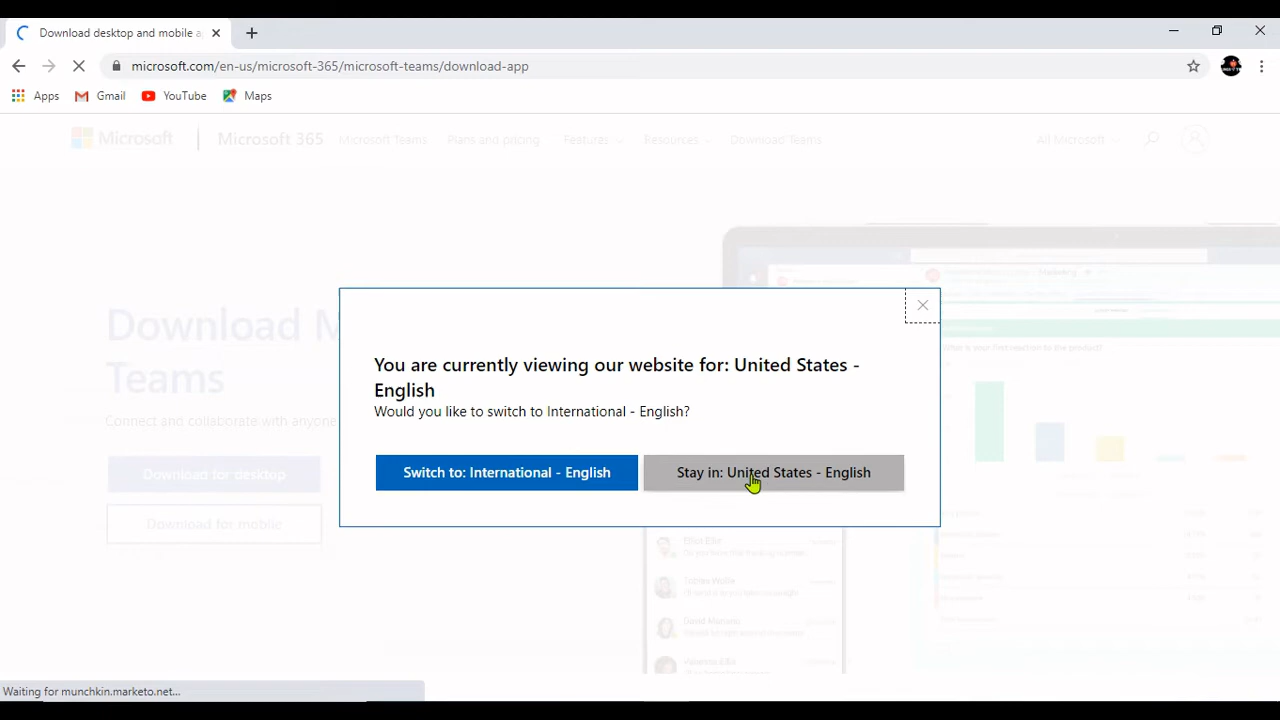 Download desktop and mobile a
microsoft.com/en-us/microsoft-365/microsoft-teams/download-app
Apps Gmail YouTube Maps
Microsoft Microsoft 365 Microsoft Teams Plans and pricing Features Resources Download Teams All Microsoft
You are currently viewing our website for: United States -
English
Would you like to switch to International - English?
Switch to: International - English Stay in: United States - English
Download M
Teams
Connect and collaborate with anyone
Download for desktop
Download for mobile
Waiting for munchkin.marketo.net...